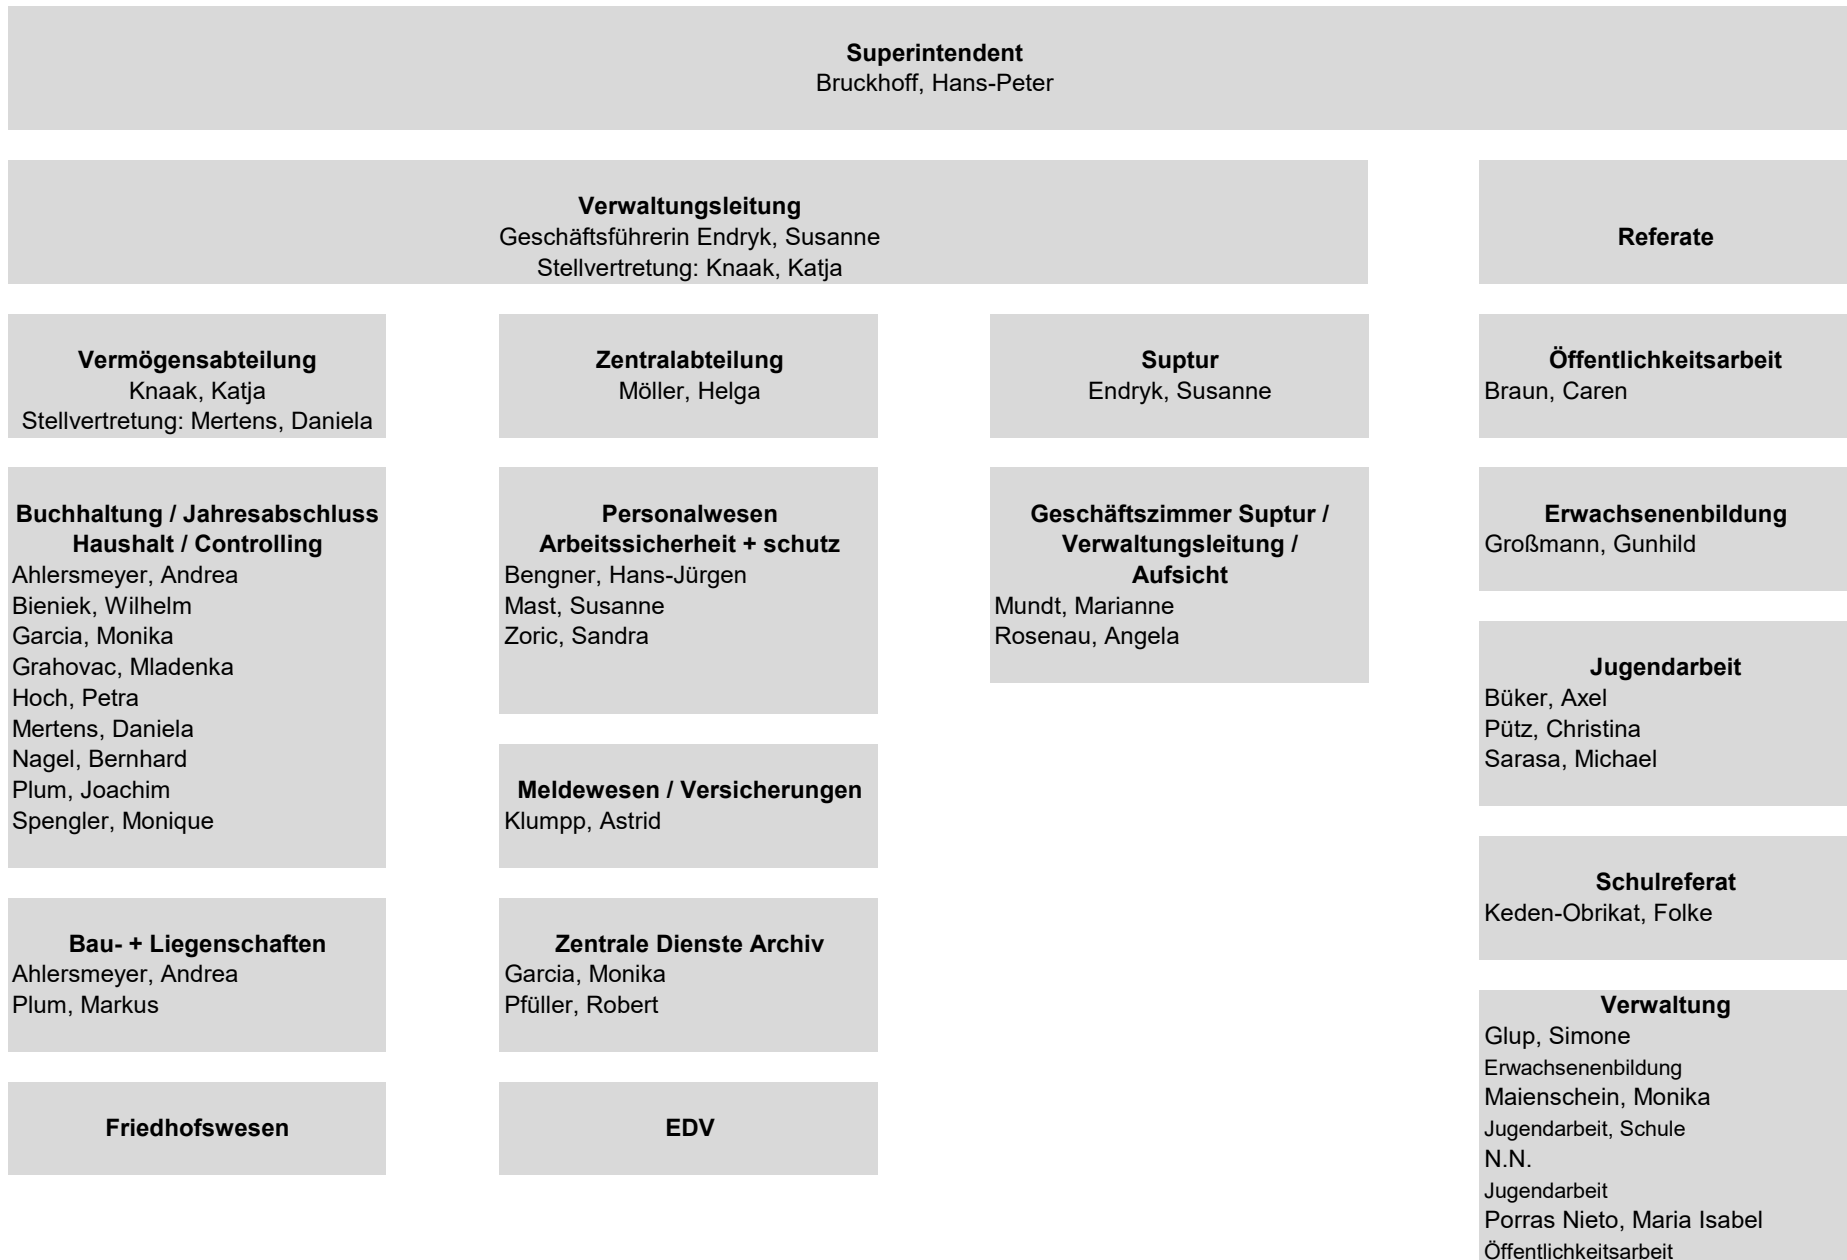 Superintendent
Bruckhoff, Hans-Peter
Verwaltungsleitung
Geschäftsführerin Endryk, Susanne
Stellvertretung: Knaak, Katja
Referate
Vermögensabteilung
Knaak, Katja
Stellvertretung: Mertens, Daniela
Zentralabteilung
Möller, Helga
Suptur
Endryk, Susanne
Öffentlichkeitsarbeit
Braun, Caren
Buchhaltung / Jahresabschluss
Haushalt / Controlling
Ahlersmeyer, Andrea
Bieniek, Wilhelm
Garcia, Monika
Grahovac, Mladenka
Hoch, Petra
Mertens, Daniela
Nagel, Bernhard
Plum, Joachim
Spengler, Monique
Personalwesen
Arbeitssicherheit + schutz
Bengner, Hans-Jürgen
Mast, Susanne
Zoric, Sandra
Geschäftszimmer Suptur /
Verwaltungsleitung /
Aufsicht
Mundt, Marianne
Rosenau, Angela
Erwachsenenbildung
Großmann, Gunhild
Jugendarbeit
Büker, Axel
Pütz, Christina
Sarasa, Michael
Meldewesen / Versicherungen
Klumpp, Astrid
Schulreferat
Keden-Obrikat, Folke
Bau- + Liegenschaften
Ahlersmeyer, Andrea
Plum, Markus
Zentrale Dienste Archiv
Garcia, Monika
Pfüller, Robert
Verwaltung
Glup, Simone
Erwachsenenbildung
Maienschein, Monika
Jugendarbeit, Schule
N.N.
Jugendarbeit
Porras Nieto, Maria Isabel
Öffentlichkeitsarbeit
Friedhofswesen
EDV